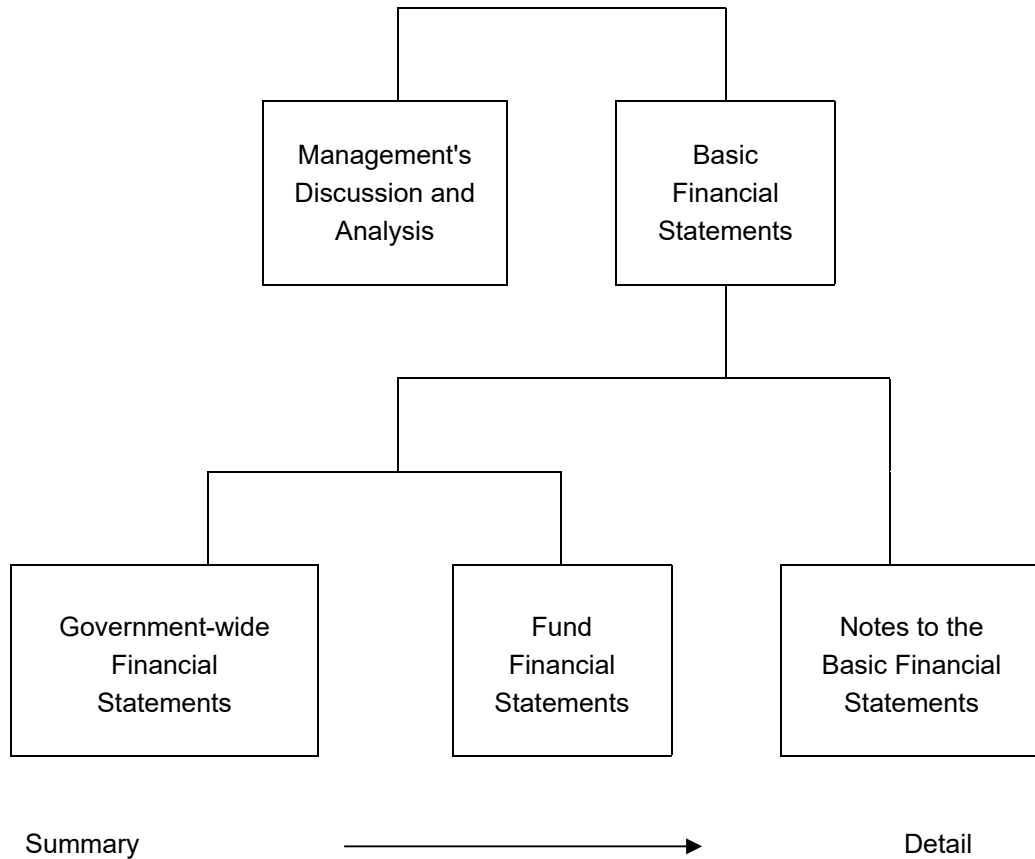 Management's
Discussion and
Analysis
Basic
Financial
Statements
Government-wide
Financial
Statements
Fund
Financial
Statements
Notes to the
Basic Financial
Statements
Summary
Detail